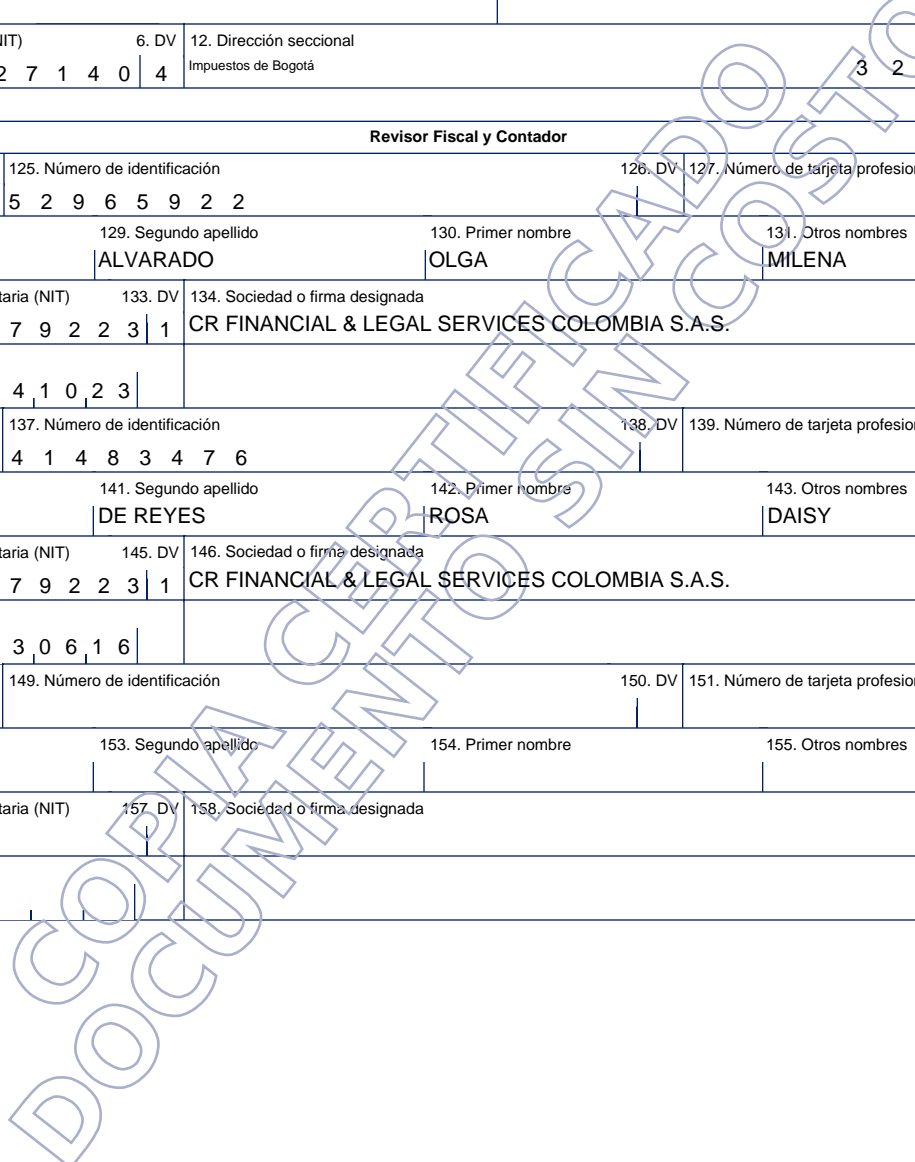 NIT) 6. DV 12. Dirección seccional
2 7 1 4 0 4 Impuestos de Bogotá 3 2
Revisor Fiscal y Contador
125. Número de identificación 126. DV 127. Número de tarjeta profesion
5 2 9 6 5 9 2 2
129. Segundo apellido 130. Primer nombre 131. Otros nombres
ALVARADO OLGA MILENA
taria (NIT) 133. DV 134. Sociedad o firma designada
7 9 2 2 3 1 CR FINANCIAL & LEGAL SERVICES COLOMBIA S.A.S.
4 1 0 2 3
137. Número de identificación 138. DV 139. Número de tarjeta profesion
4 1 4 8 3 4 7 6
141. Segundo apellido 142. Primer nombre 143. Otros nombres
DE REYES ROSA DAISY
taria (NIT) 145. DV 146. Sociedad o firma designada
7 9 2 2 3 1 CR FINANCIAL & LEGAL SERVICES COLOMBIA S.A.S.
3 0 6 1 6
149. Número de identificación 150. DV 151. Número de tarjeta profesion
153. Segundo apellido 154. Primer nombre 155. Otros nombres
taria (NIT) 157. DV 158. Sociedad o firma designada
COPIA CERTIFICADO
DOCUMENTO SIN COSTO